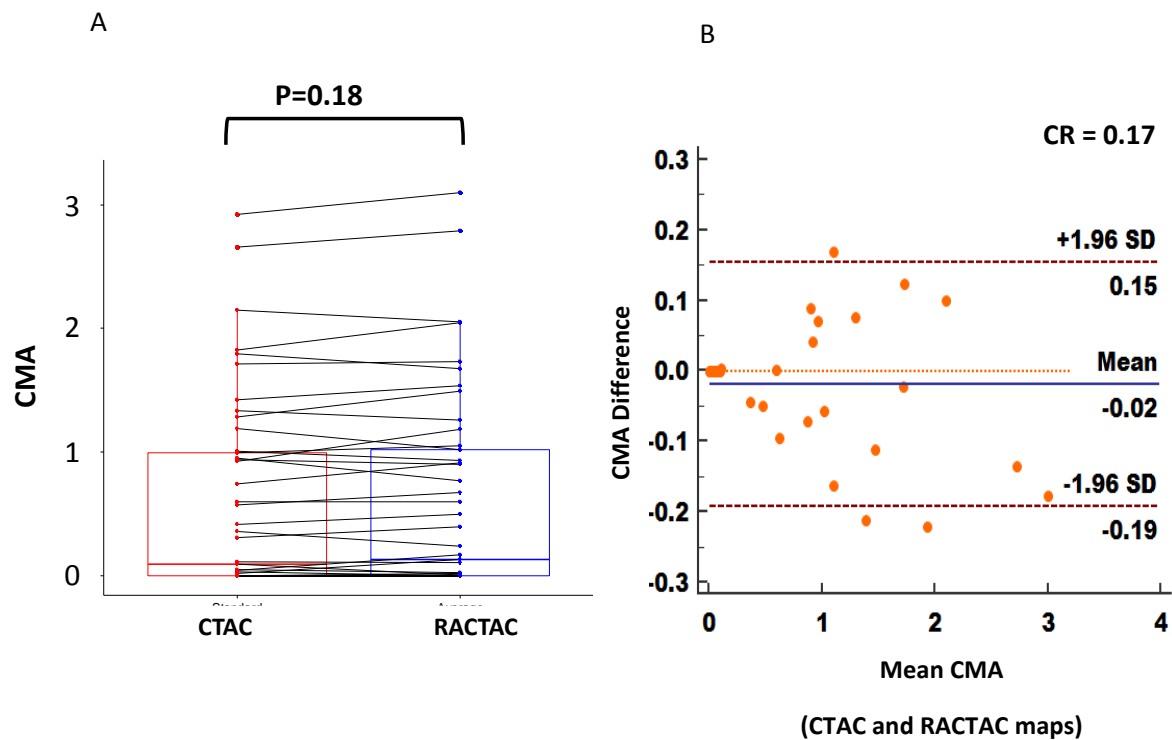 A
B
P=0.18
CR = 0.17
CMA
3
2
1
0
CTAC
RACTAC
CMA Difference
0.3
0.2
0.1
0.0
-0.1
-0.2
-0.3
+1.96 SD
0.15
Mean
-0.02
-1.96 SD
-0.19
0 1 2 3 4
Mean CMA
(CTAC and RACTAC maps)